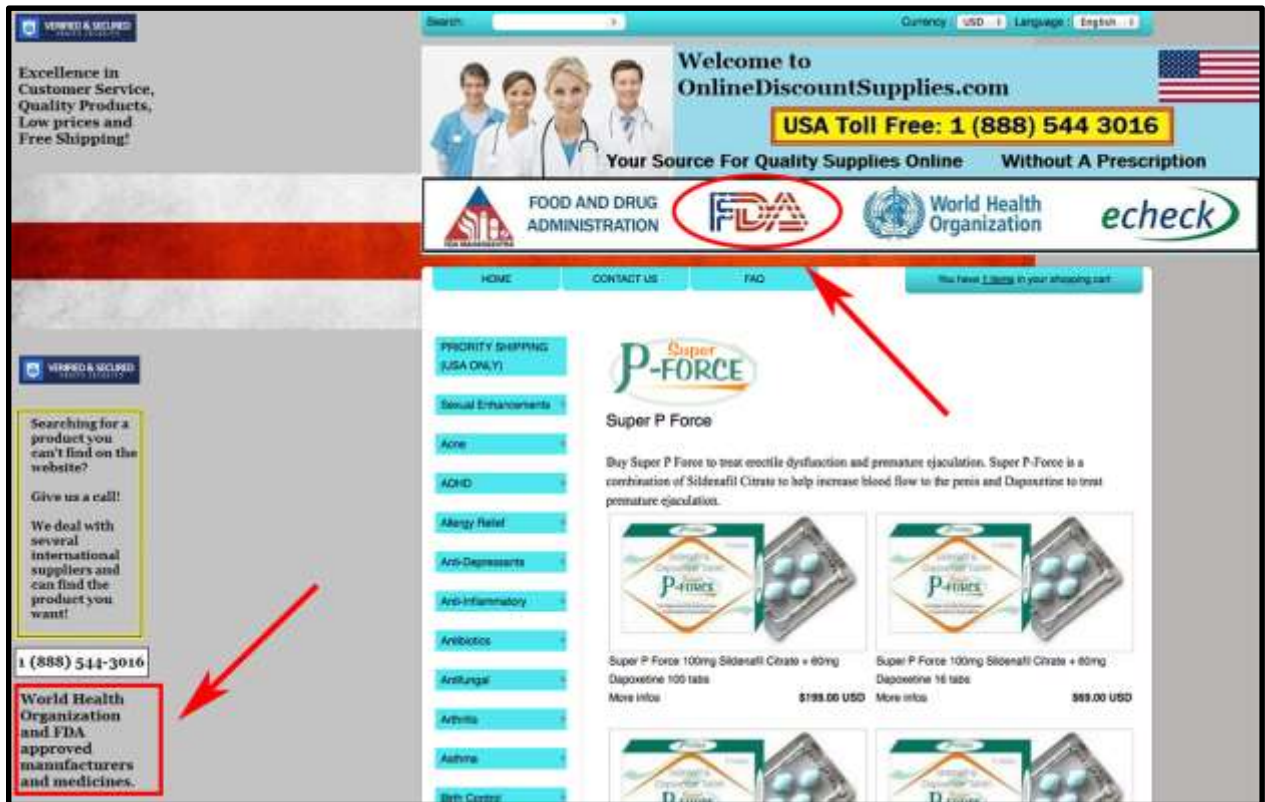 VERIFIED & SECURED
Excellence in
Customer Service,
Quality Products,
Low prices and
Free Shipping!
Search:
Currency : USD Language : English
Welcome to
OnlineDiscountSupplies.com
USA Toll Free: 1 (888) 544 3016
Your Source For Quality Supplies Online Without A Prescription
FOOD AND DRUG
ADMINISTRATION
FDA
World Health
Organization
echeck
HOME CONTACT US FAQ You have 1 items in your shopping cart
VERIFIED & SECURED
Searching for a
product you
can't find on the
website?
Give us a call!
We deal with
several
international
suppliers and
can find the
product you
want!
1 (888) 544-3016
World Health
Organization
and FDA
approved
manufacturers
and medicines.
PRIORITY SHIPPING
(USA ONLY)
Sexual Enhancements
Acne
ADHD
Allergy Relief
Anti-Depressants
Anti-Inflammatory
Antibiotics
Antifungal
Arthritis
Asthma
Birth Control
Super
P-FORCE
Super P Force
Buy Super P Force to treat erectile dysfunction and premature ejaculation. Super P-Force is a
combination of Sildenafil Citrate to help increase blood flow to the penis and Dapoxetine to treat
premature ejaculation.
Super
P-FORCE
Super
P-FORCE
Super P Force 100mg Sildenafil Citrate + 60mg
Dapoxetine 100 tabs
More infos $199.00 USD
Super P Force 100mg Sildenafil Citrate + 60mg
Dapoxetine 16 tabs
More infos $69.00 USD